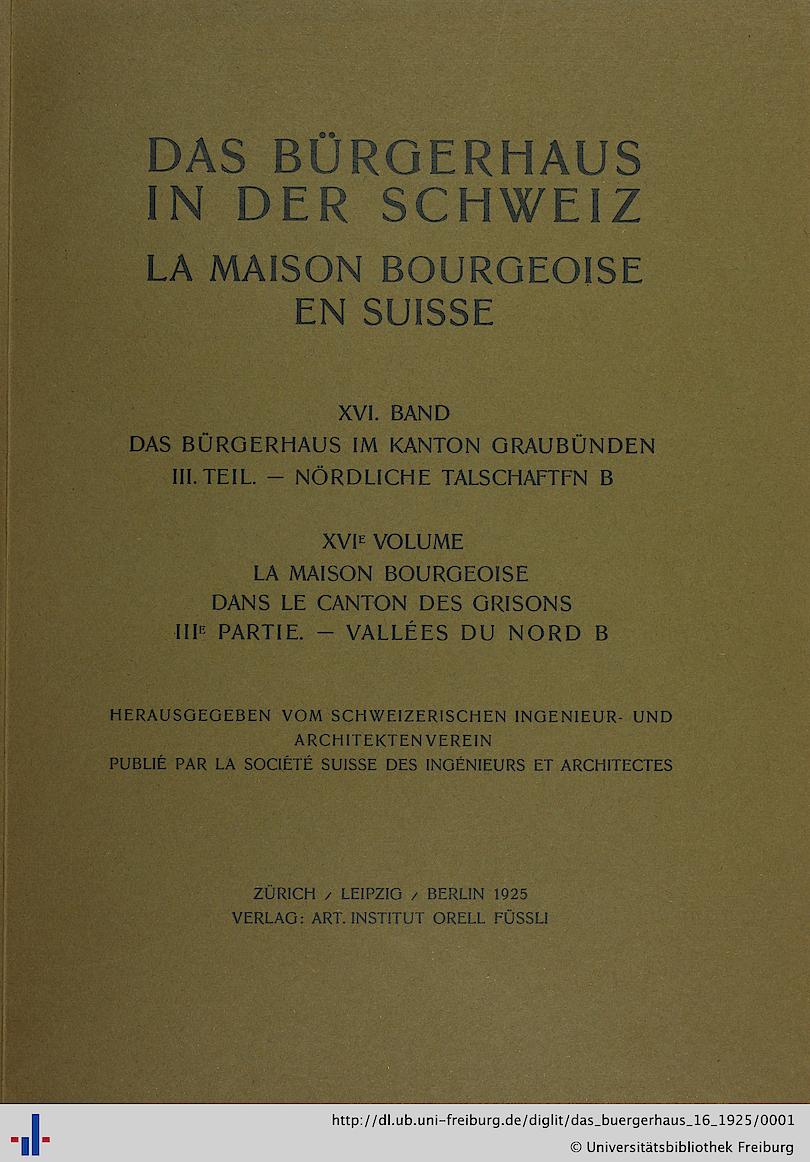 DAS BÜRGERHAUS
IN DER SCHWEIZ
LA MAISON BOURGEOISE
EN SUISSE
XVI. BAND
DAS BÜRGERHAUS IM KANTON GRAUBÜNDEN
III. TEIL. — NÖRDLICHE TALSCHAFTFN B
XVIE VOLUME
LA MAISON BOURGEOISE
DANS LE CANTON DES GRISONS
IIIE PARTIE. — VALLÉES DU NORD B
HERAUSGEGEBEN VOM SCHWEIZERISCHEN INGENIEUR- UND
ARCHITEKTENVEREIN
PUBLIÉ PAR LA SOCIÉTÉ SUISSE DES INGÉNIEURS ET ARCHITECTES
ZÜRICH / LEIPZIG / BERLIN 1925
VERLAG: ART. INSTITUT ORELL FÜSSLI
http://dl.ub.uni-freiburg.de/diglit/das_buergerhaus_16_1925/0001
© Universitätsbibliothek Freiburg